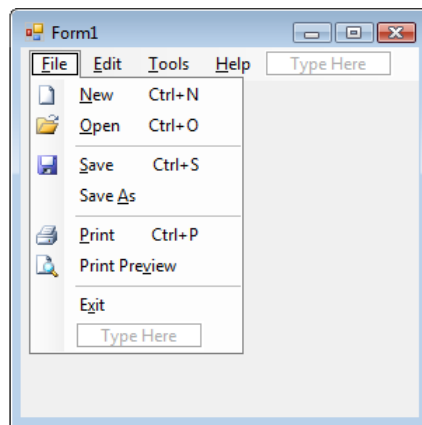 Form1
File Edit Tools Help Type Here
New Ctrl+N
Open Ctrl+O
Save Ctrl+S
Save As
Print Ctrl+P
Print Preview
Exit
Type Here